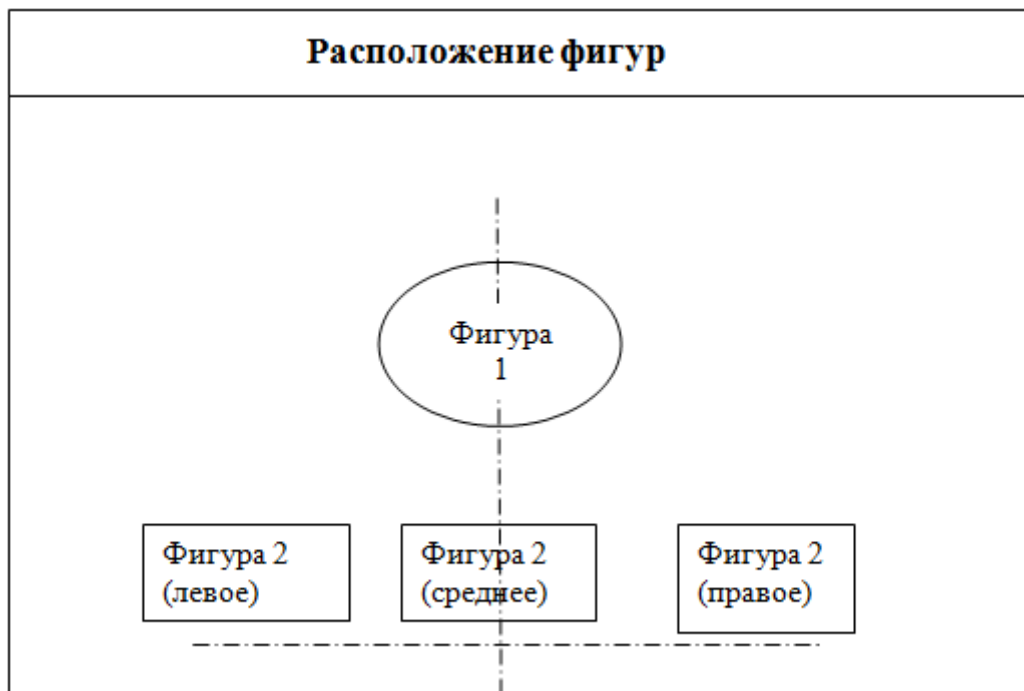 Расположение фигур
Фигура
1
Фигура 2
(левое)
Фигура 2
(среднее)
Фигура 2
(правое)